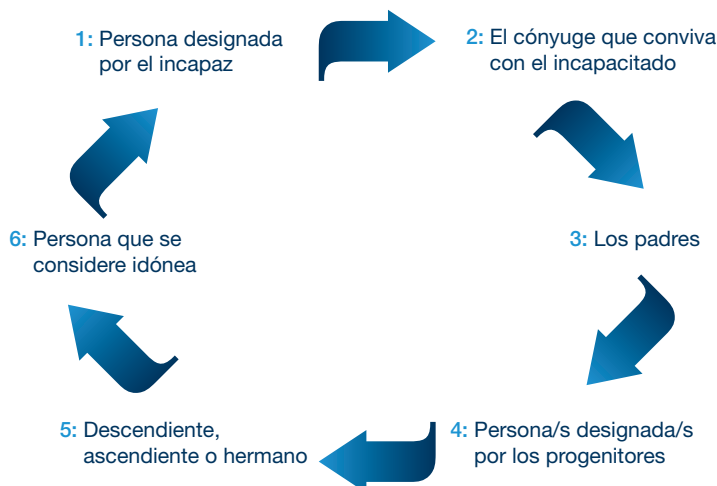 1: Persona designada
por el incapaz
2: El cónyuge que conviva
con el incapacitado
3: Los padres
4: Persona/s designada/s
por los progenitores
5: Descendiente,
ascendiente o hermano
6: Persona que se
considere idónea